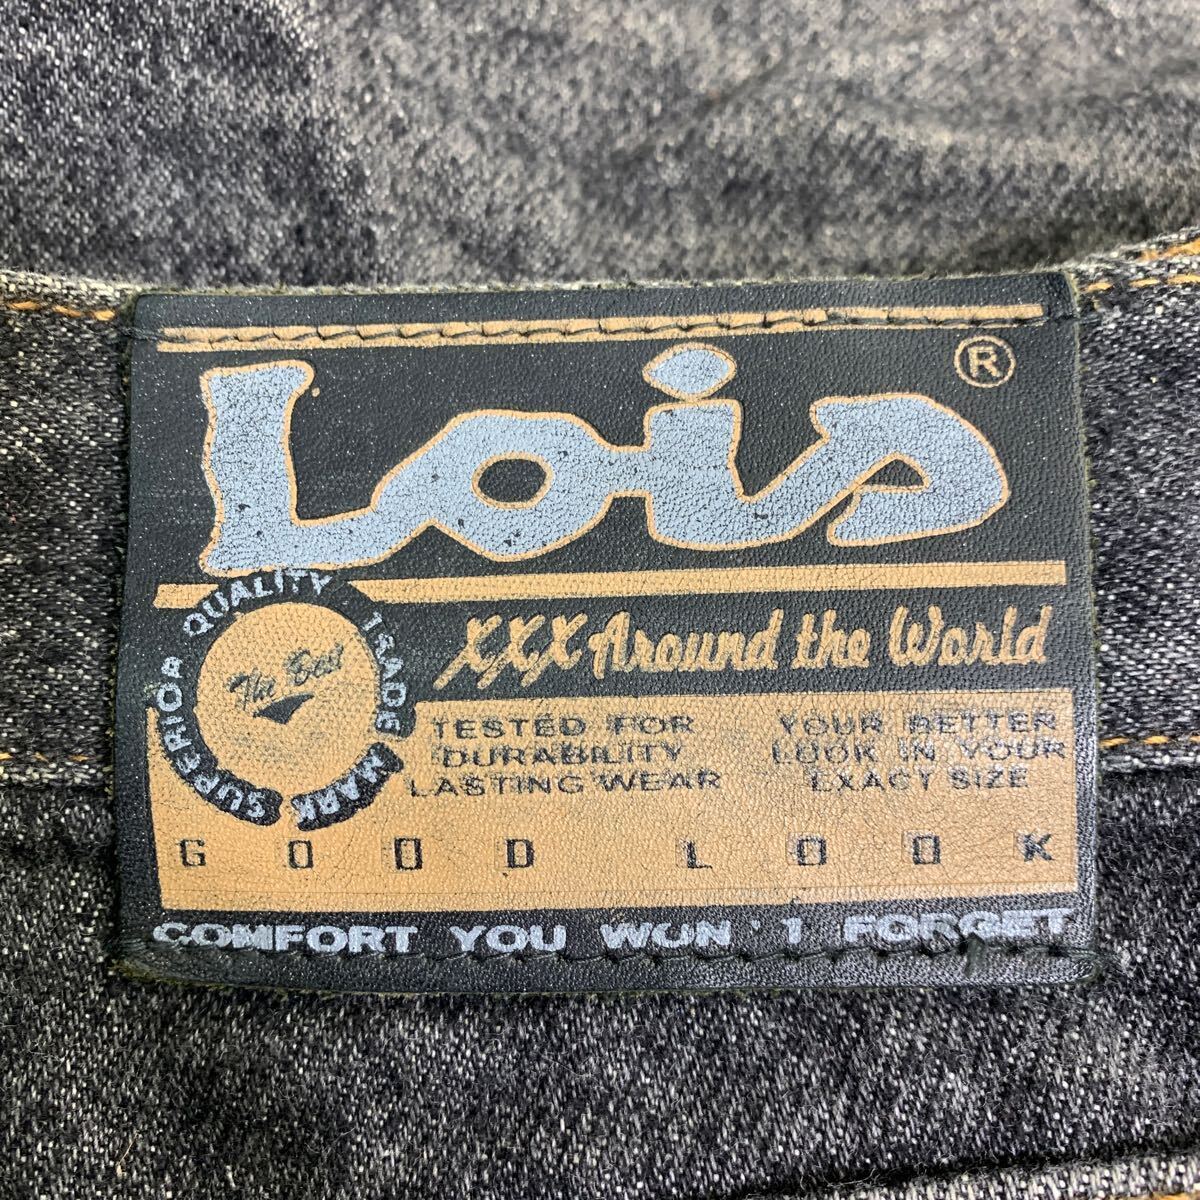 Lois ®
XXX Around the World
SUPERIOR QUALITY TRADE MARK
The Best
TESTED FOR
DURABILITY
LASTING WEAR
YOUR BETTER
LOOK IN YOUR
EXACT SIZE
GOOD LOOK
COMFORT YOU WON'1 FORGET